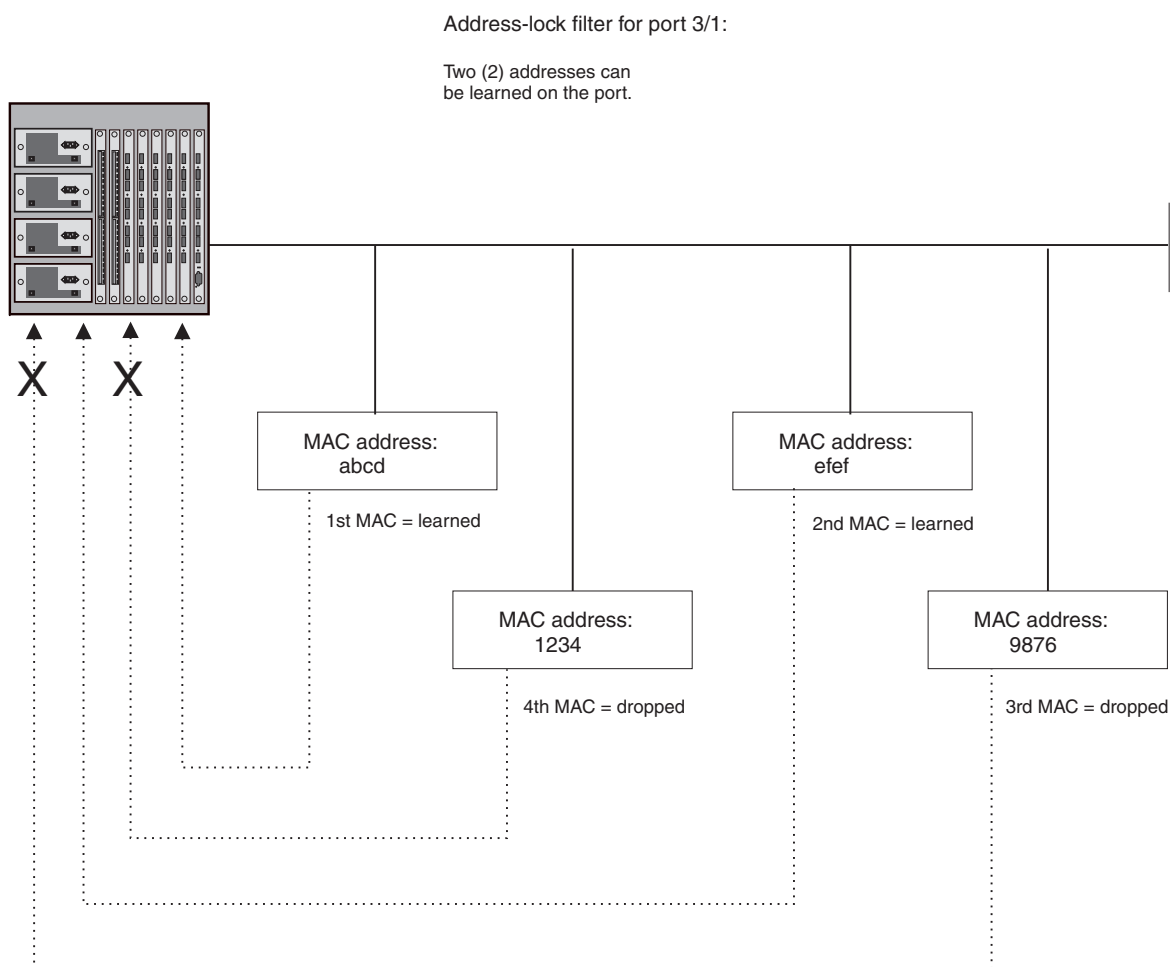 Address-lock filter for port 3/1:
Two (2) addresses can
be learned on the port.
X
X
MAC address:
abcd
1st MAC = learned
MAC address:
efef
2nd MAC = learned
MAC address:
1234
4th MAC = dropped
MAC address:
9876
3rd MAC = dropped